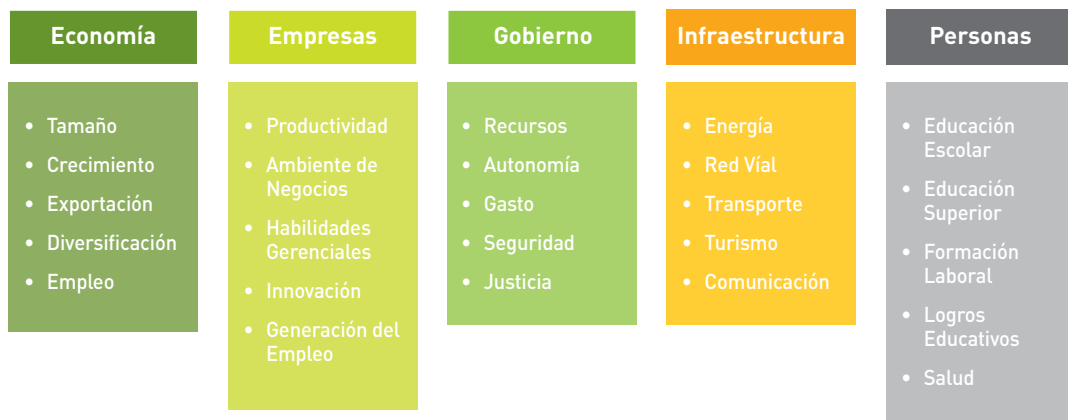 Economía
• Tamaño
• Crecimiento
• Exportación
• Diversificación
• Empleo
Empresas
• Productividad
• Ambiente de
Negocios
• Habilidades
Gerenciales
• Innovación
• Generación del
Empleo
Gobierno
• Recursos
• Autonomía
• Gasto
• Seguridad
• Justicia
Infraestructura
• Energía
• Red Víal
• Transporte
• Turismo
• Comunicación
Personas
• Educación
Escolar
• Educación
Superior
• Formación
Laboral
• Logros
Educativos
• Salud